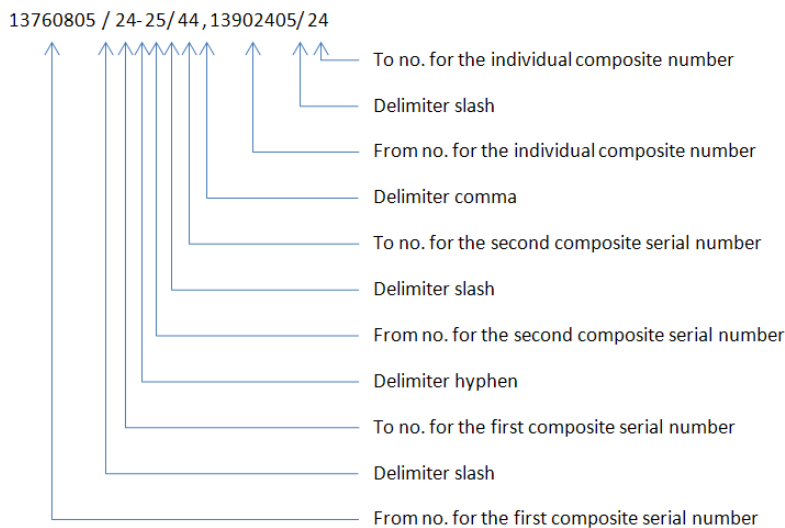 13760805 / 24-25/ 44,13902405/ 24
To no. for the individual composite number
Delimiter slash
From no. for the individual composite number
Delimiter comma
To no. for the second composite serial number
Delimiter slash
From no. for the second composite serial number
Delimiter hyphen
To no. for the first composite serial number
Delimiter slash
From no. for the first composite serial number